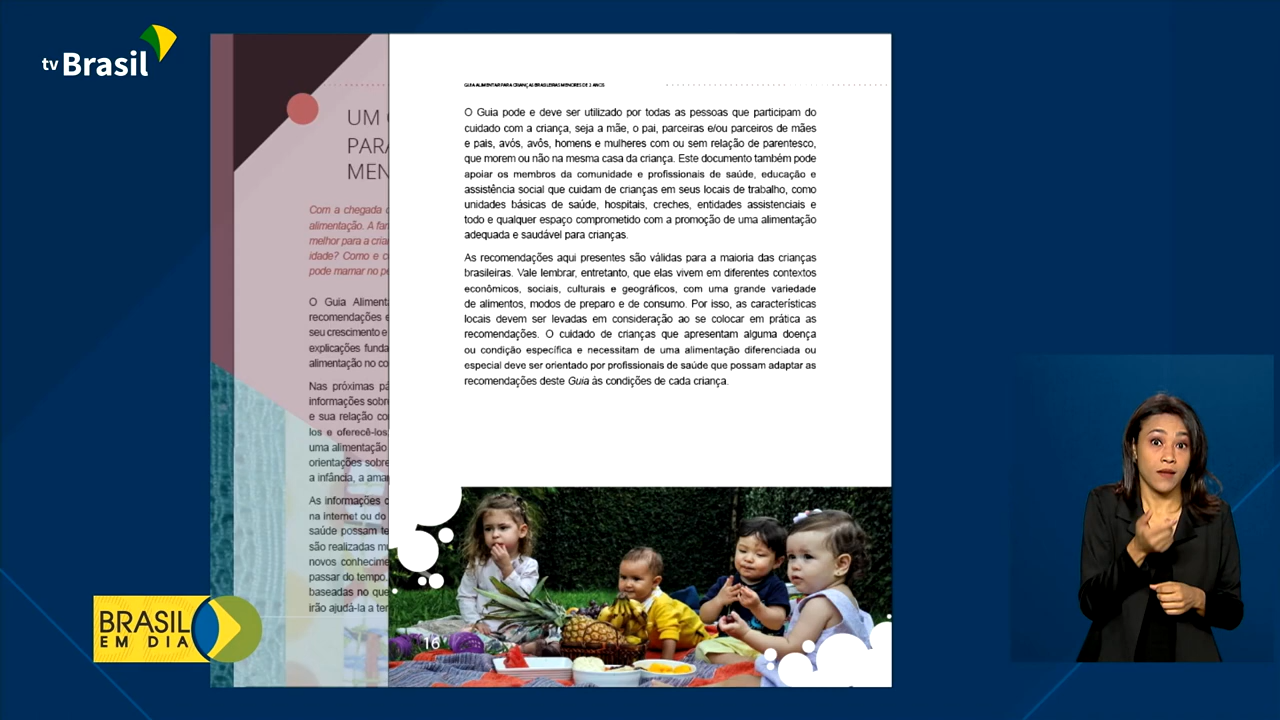 tv Brasil
GUIA ALIMENTAR PARA CRIANÇAS BRASILEIRAS MENORES DE 2 ANOS
O Guia pode e deve ser utilizado por todas as pessoas que participam do
cuidado com a criança, seja a mãe, o pai, parceiras e/ou parceiros de mães
e pais, avós, avôs, homens e mulheres com ou sem relação de parentesco,
que morem ou não na mesma casa da criança. Este documento também pode
apoiar os membros da comunidade e profissionais de saúde, educação e
assistência social que cuidam de crianças em seus locais de trabalho, como
unidades básicas de saúde, hospitais, creches, entidades assistenciais e
todo e qualquer espaço comprometido com a promoção de uma alimentação
adequada e saudável para crianças.
As recomendações aqui presentes são válidas para a maioria das crianças
brasileiras. Vale lembrar, entretanto, que elas vivem em diferentes contextos
econômicos, sociais, culturais e geográficos, com uma grande variedade
de alimentos, modos de preparo e de consumo. Por isso, as características
locais devem ser levadas em consideração ao se colocar em prática as
recomendações. O cuidado de crianças que apresentam alguma doença
ou condição específica e necessitam de uma alimentação diferenciada ou
especial deve ser orientado por profissionais de saúde que possam adaptar as
recomendações deste Guia às condições de cada criança.
16
UM
PARA
MEN
Com a chegada
alimentação. A
melhor para a
idade? Como e
pode mamar no
O Guia
recomendações
seu crescimento e
explicações
alimentação no
Nas próximas
informações
e sua relação
los e oferecê-los
uma alimentação
orientações
a infância, a
As informações
na internet ou do
saúde possam
são realizadas
novos
passar do tempo.
baseadas no que
irão ajudá-la a
BRASIL
EM DIA